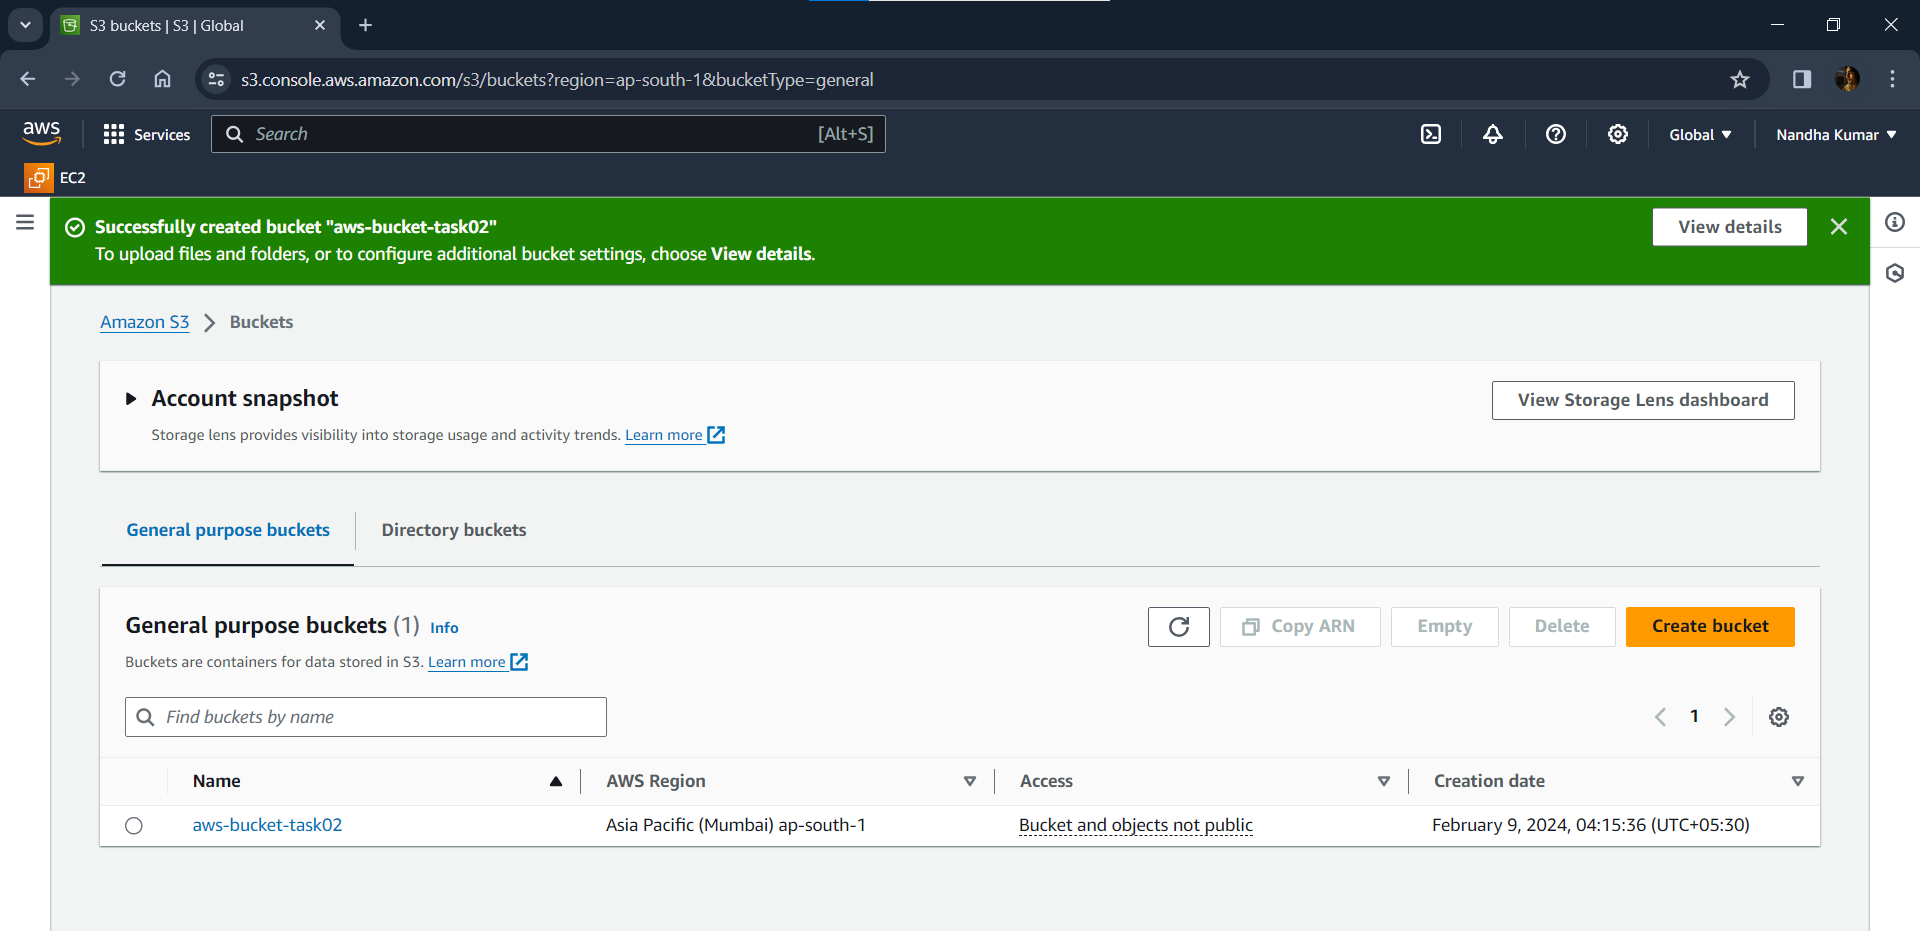 S3 buckets | S3 | Global
s3.console.aws.amazon.com/s3/buckets?region=ap-south-1&bucketType=general
aws
Services
Search
[Alt+S]
Global
Nandha Kumar
EC2
Successfully created bucket "aws-bucket-task02"
To upload files and folders, or to configure additional bucket settings, choose View details.
View details
Amazon S3
Buckets
Account snapshot
View Storage Lens dashboard
Storage lens provides visibility into storage usage and activity trends. Learn more
General purpose buckets
Directory buckets
General purpose buckets (1) Info
Copy ARN
Empty
Delete
Create bucket
Buckets are containers for data stored in S3. Learn more
Find buckets by name
1
Name
AWS Region
Access
Creation date
aws-bucket-task02
Asia Pacific (Mumbai) ap-south-1
Bucket and objects not public
February 9, 2024, 04:15:36 (UTC+05:30)